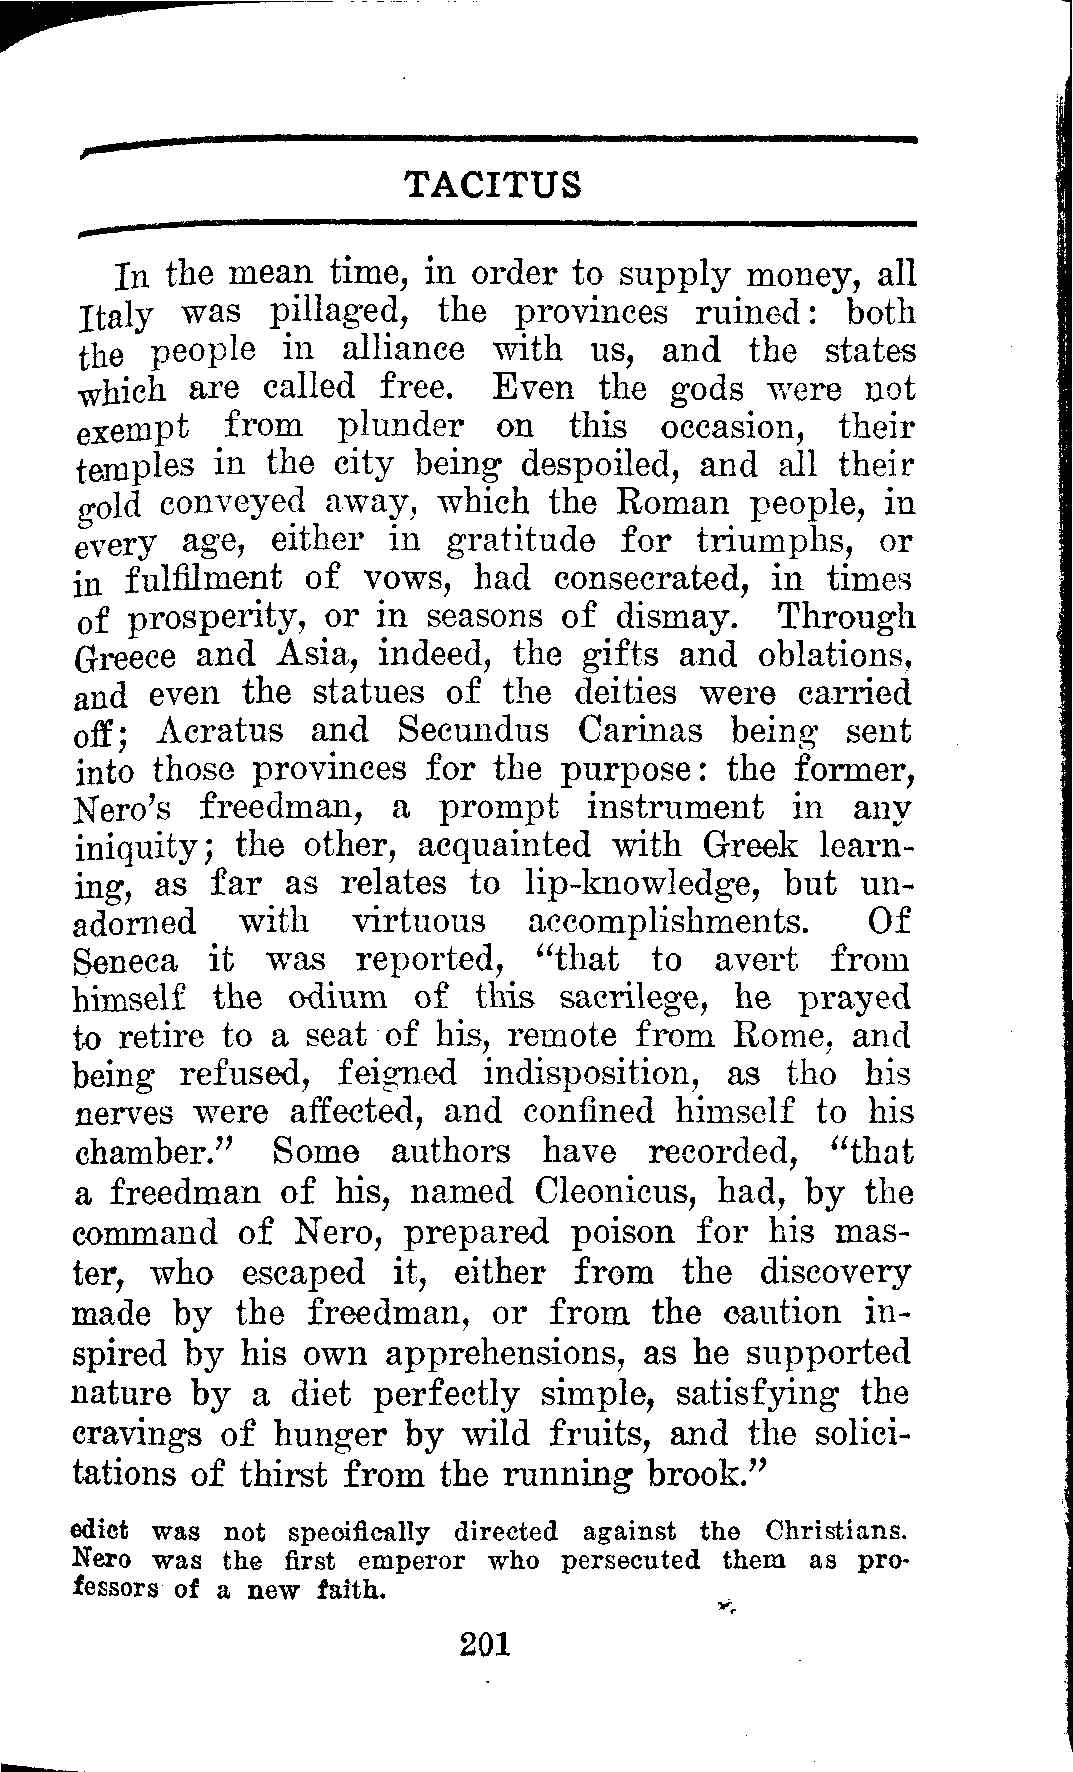 TACITUS
In the mean time, in order to supply money, all
Italy was pillaged, the provinces ruined: both
the people in alliance with us, and the states
which are called free. Even the gods were not
exempt from plunder on this occasion, their
temples in the city being despoiled, and all their
gold conveyed away, which the Roman people, in
every age, either in gratitude for triumphs, or
in fulfilment of vows, had consecrated, in times
of prosperity, or in seasons of dismay. Through
Greece and Asia, indeed, the gifts and oblations,
and even the statues of the deities were carried
off; Acratus and Secundus Carinas being sent
into those provinces for the purpose: the former,
Nero's freedman, a prompt instrument in any
iniquity; the other, acquainted with Greek learn-
ing, as far as relates to lip-knowledge, but un-
adorned with virtuous accomplishments. Of
Seneca it was reported, "that to avert from
himself the odium of this sacrilege, he prayed
to retire to a seat of his, remote from Rome, and
being refused, feigned indisposition, as tho his
nerves were affected, and confined himself to his
chamber." Some authors have recorded, "that
a freedman of his, named Cleonicus, had, by the
command of Nero, prepared poison for his mas-
ter, who escaped it, either from the discovery
made by the freedman, or from the caution in-
spired by his own apprehensions, as he supported
nature by a diet perfectly simple, satisfying the
cravings of hunger by wild fruits, and the solici-
tations of thirst from the running brook."
edict was not specifically directed against the Christians.
Nero was the first emperor who persecuted them as pro-
fessors of a new faith.
201